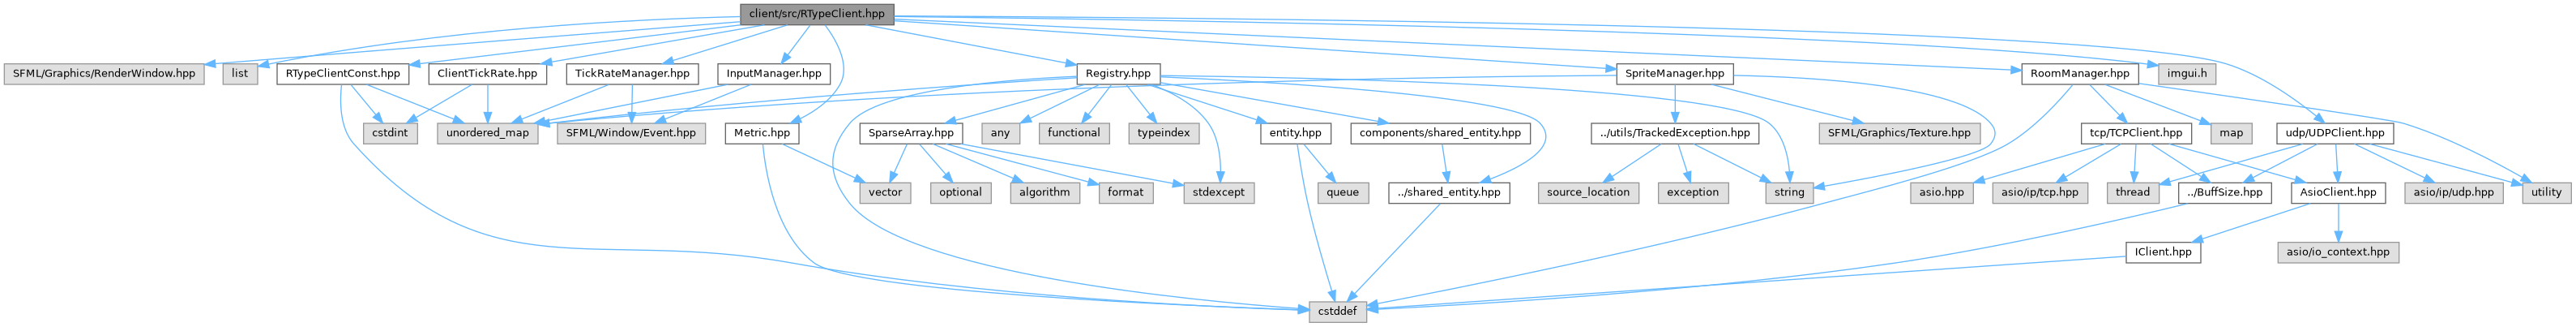 client/src/RTypeClient.hpp
SFML/Graphics/RenderWindow.hpp
list
RTypeClientConst.hpp
ClientTickRate.hpp
TickRateManager.hpp
InputManager.hpp
Registry.hpp
SpriteManager.hpp
RoomManager.hpp
imgui.h
cstdint
unordered_map
SFML/Window/Event.hpp
Metric.hpp
SparseArray.hpp
any
functional
typeindex
entity.hpp
components/shared_entity.hpp
../utils/TrackedException.hpp
SFML/Graphics/Texture.hpp
tcp/TCPClient.hpp
map
udp/UDPClient.hpp
vector
optional
algorithm
format
stdexcept
queue
../shared_entity.hpp
source_location
exception
string
asio.hpp
asio/ip/tcp.hpp
thread
../BuffSize.hpp
AsioClient.hpp
asio/ip/udp.hpp
utility
IClient.hpp
asio/io_context.hpp
cstddef